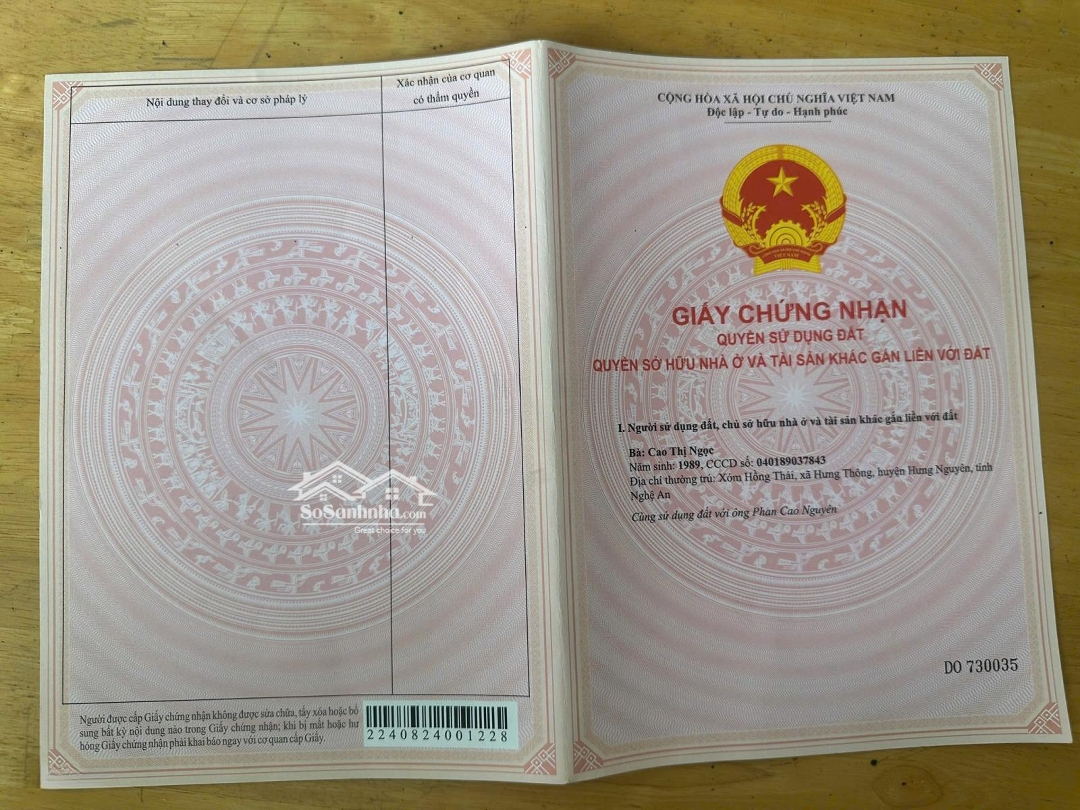 Nội dung thay đổi và cơ sở pháp lý
Xác nhận của cơ quan
có thẩm quyền
SoSanhnha.com
Great choice for you
Người được cấp Giấy chứng nhận không được sửa chữa, tẩy xóa hoặc bổ
sung bất kỳ nội dung nào trong Giấy chứng nhận; khi bị mất hoặc hư
hỏng Giấy chứng nhận phải khai báo ngay với cơ quan cấp Giấy.
2240824001228
CỘNG HÒA XÃ HỘI CHỦ NGHĨA VIỆT NAM
Độc lập - Tự do - Hạnh phúc
VIỆT NAM
GIẤY CHỨNG NHẬN
QUYỀN SỬ DỤNG ĐẤT
QUYỀN SỞ HỮU NHÀ Ở VÀ TÀI SẢN KHÁC GẮN LIỀN VỚI ĐẤT
I. Người sử dụng đất, chủ sở hữu nhà ở và tài sản khác gắn liền với đất
Bà: Cao Thị Ngọc
Năm sinh: 1989, CCCD số: 040189037843
Địa chỉ thường trú: Xóm Hồng Thái, xã Hưng Thông, huyện Hưng Nguyên, tỉnh
Nghệ An
Cùng sử dụng đất với ông Phan Cao Nguyên
DO 730035